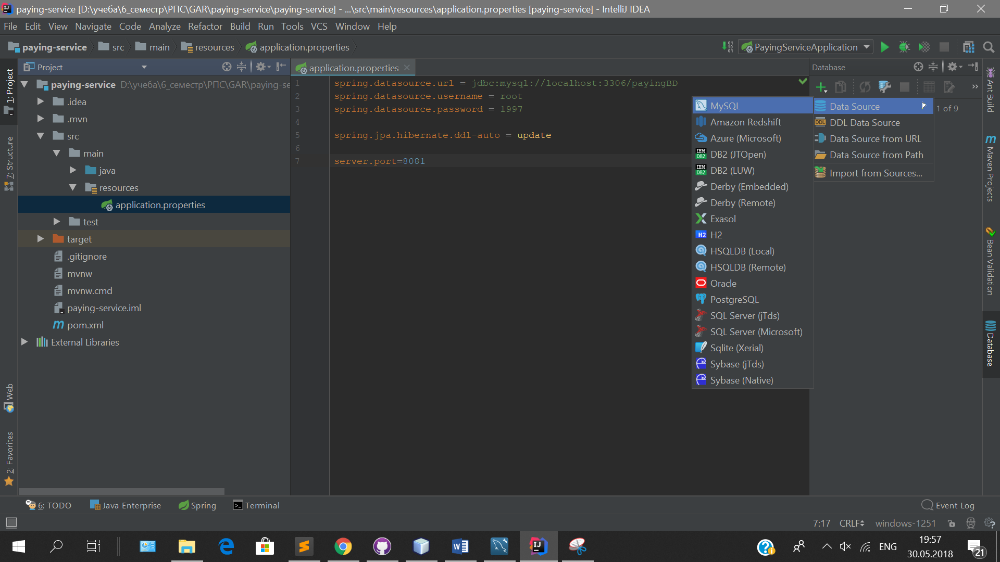 paying-service [D:\учеба\6_семестр\РПС\GAR\paying-service\paying-service] - ...\src\main\resources\application.properties [paying-service] - IntelliJ IDEA
File Edit View Navigate Code Analyze Refactor Build Run Tools VCS Window Help
paying-service src main resources application.properties PayingServiceApplication
1: Project
7: Structure
Web
2: Favorites
Project
paying-service D:\учеба\6_семестр\РПС\GAR\paying-se
.idea
.mvn
src
main
java
resources
application.properties
test
target
.gitignore
mvnw
mvnw.cmd
paying-service.iml
pom.xml
External Libraries
application.properties
1 spring.datasource.url = jdbc:mysql://localhost:3306/payingBD
2 spring.datasource.username = root
3 spring.datasource.password = 1997
4
5 spring.jpa.hibernate.ddl-auto = update
6
7 server.port=8081
MySQL
Amazon Redshift
Azure (Microsoft)
DB2 (JTOpen)
DB2 (LUW)
Derby (Embedded)
Derby (Remote)
Exasol
H2
HSQLDB (Local)
HSQLDB (Remote)
Oracle
PostgreSQL
SQL Server (jTds)
SQL Server (Microsoft)
Sqlite (Xerial)
Sybase (jTds)
Sybase (Native)
Database
Data Source
DDL Data Source
Data Source from URL
Data Source from Path
Import from Sources...
1 of 9
Ant Build
Maven Projects
Bean Validation
Database
6: TODO Java Enterprise Spring Terminal Event Log
7:17 CRLF windows-1251
ENG
19:57
30.05.2018
21